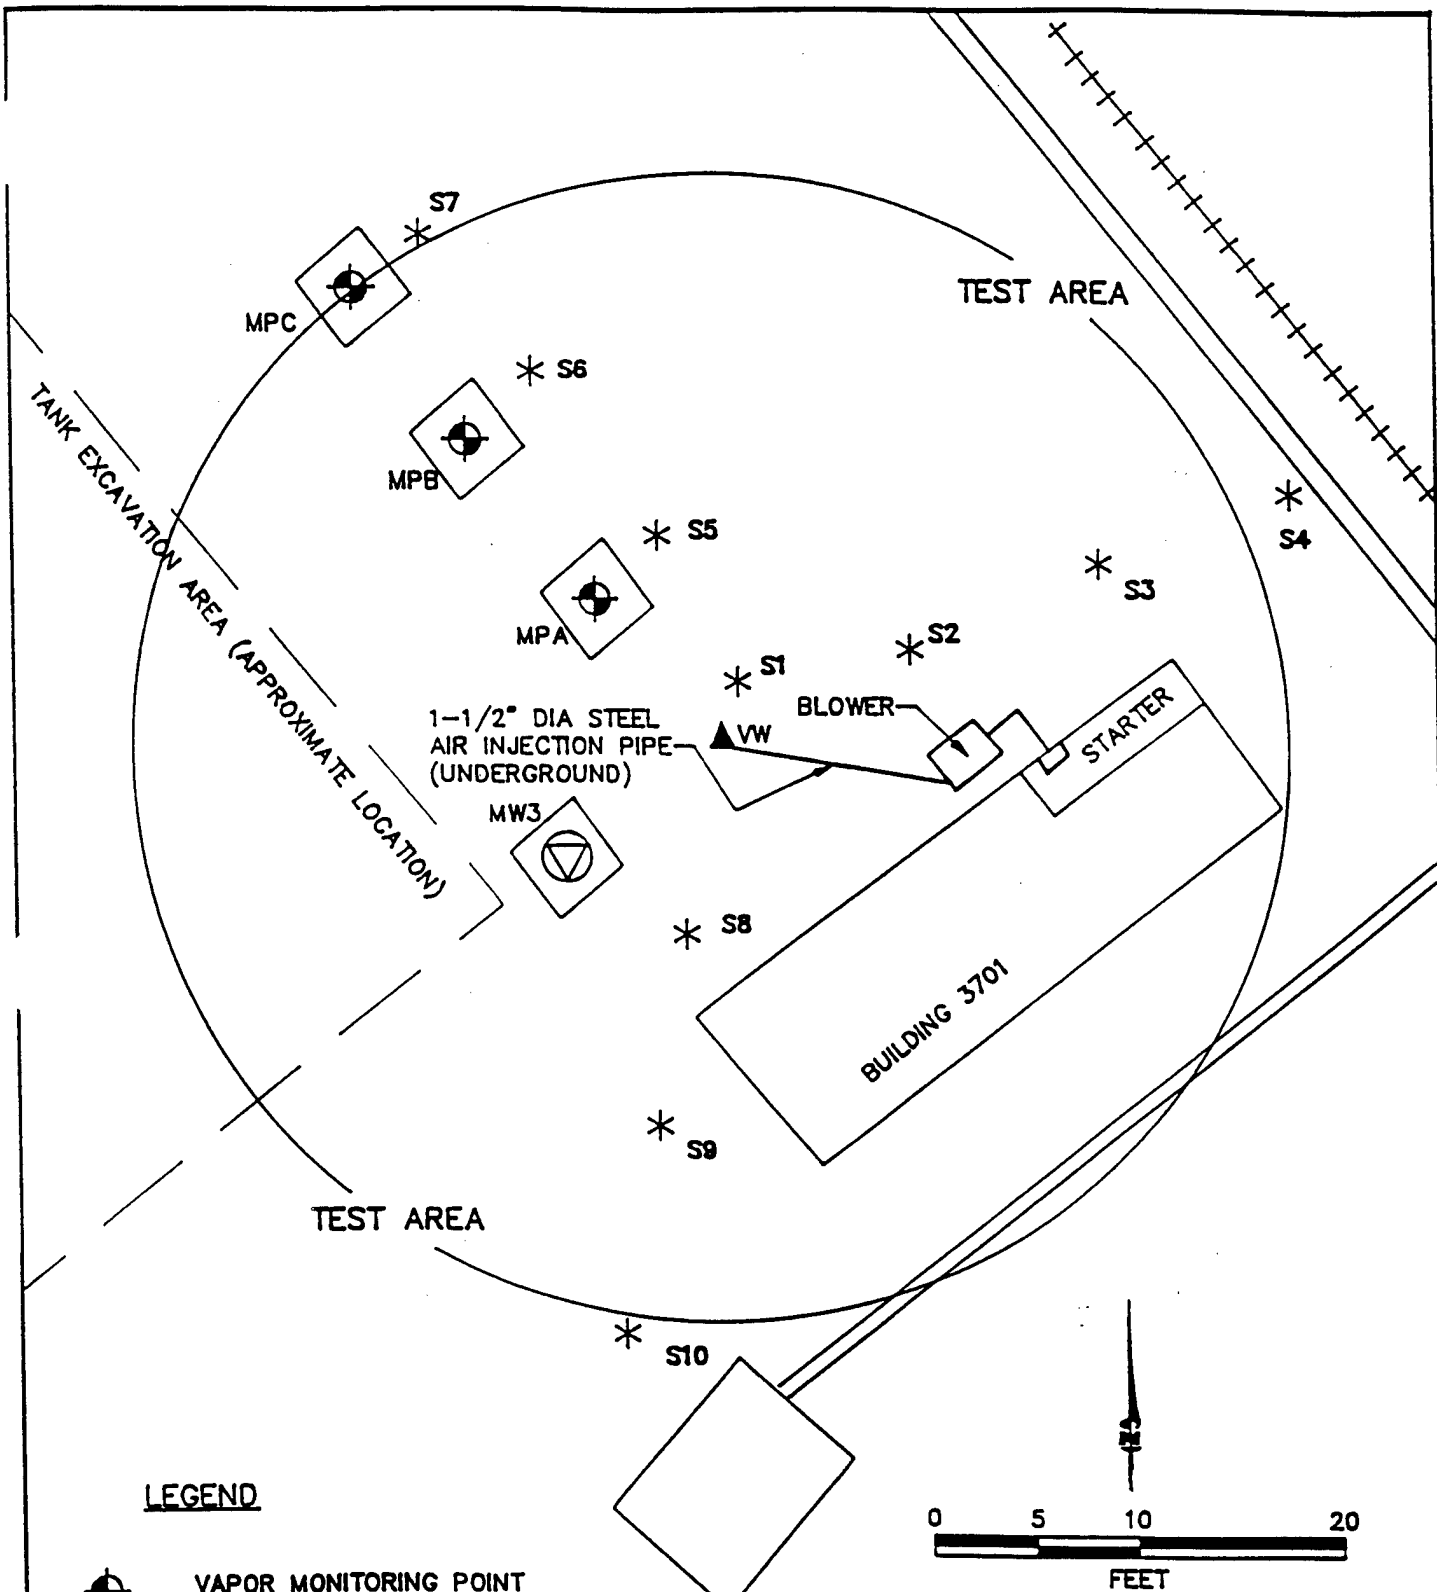 S7
TEST AREA
MPC
S6
TANK EXCAVATION AREA (APPROXIMATE LOCATION)
MPB
S5
S4
S3
MPA
S2
S1
1-1/2" DIA STEEL
AIR INJECTION PIPE
(UNDERGROUND)
VW
BLOWER
STARTER
MW3
S8
BUILDING 3701
S9
TEST AREA
S10
LEGEND
0 5 10 20
FEET
VAPOR MONITORING POINT